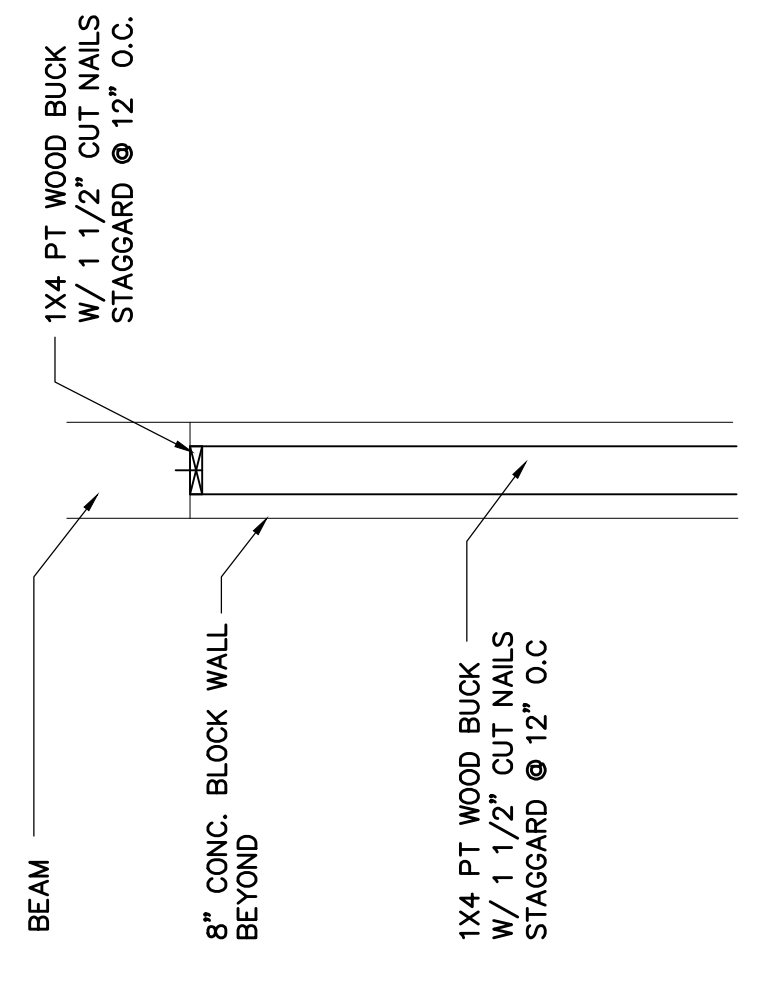 BEAM
8" CONC. BLOCK WALL
BEYOND
1X4 PT WOOD BUCK
W/ 1 1/2" CUT NAILS
STAGGARD @ 12" O.C
1X4 PT WOOD BUCK
W/ 1 1/2" CUT NAILS
STAGGARD @ 12" O.C.